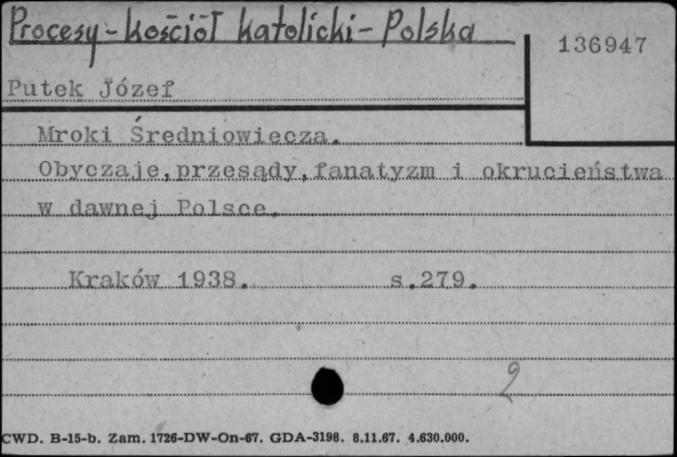 Procesy - kościół katolicki - Polska
136947
Putek Józef
Mroki Średniowiecza.
Obyczaje, przesądy, fanatyzm i okrucieństwa
w dawnej Polsce.
Kraków 1938. s.279.
2
CWD. B-15-b. Zam. 1726-DW-On-67. GDA-3198. 8.11.67. 4.630.000.